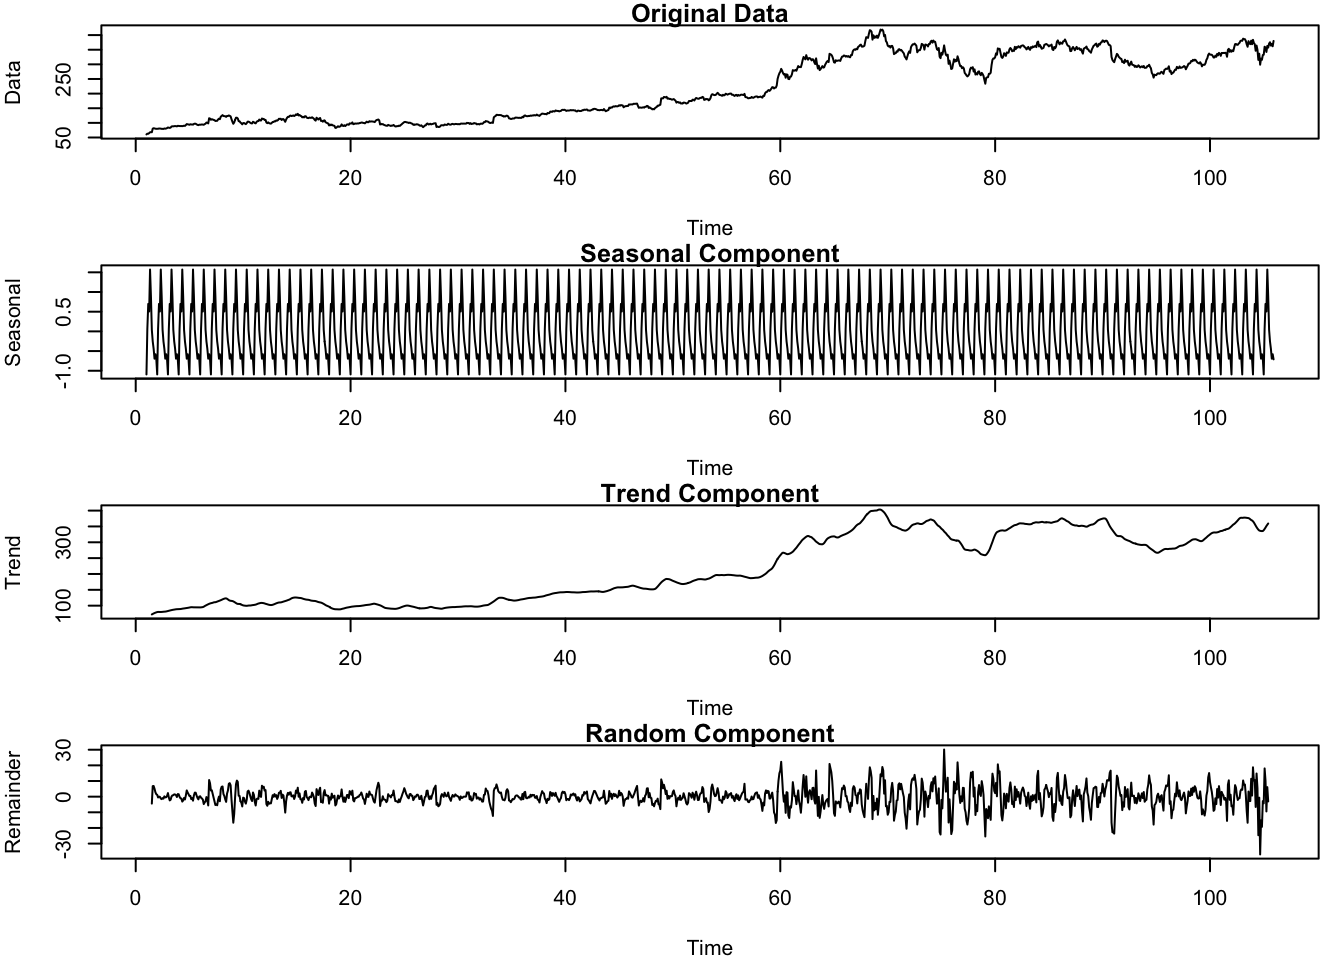 Original Data
Data
50 250
0 20 40 60 80 100
Time
Seasonal Component
Seasonal
-1.0 0.5
0 20 40 60 80 100
Time
Trend Component
Trend
100 300
0 20 40 60 80 100
Time
Random Component
Remainder
-30 0 30
0 20 40 60 80 100
Time